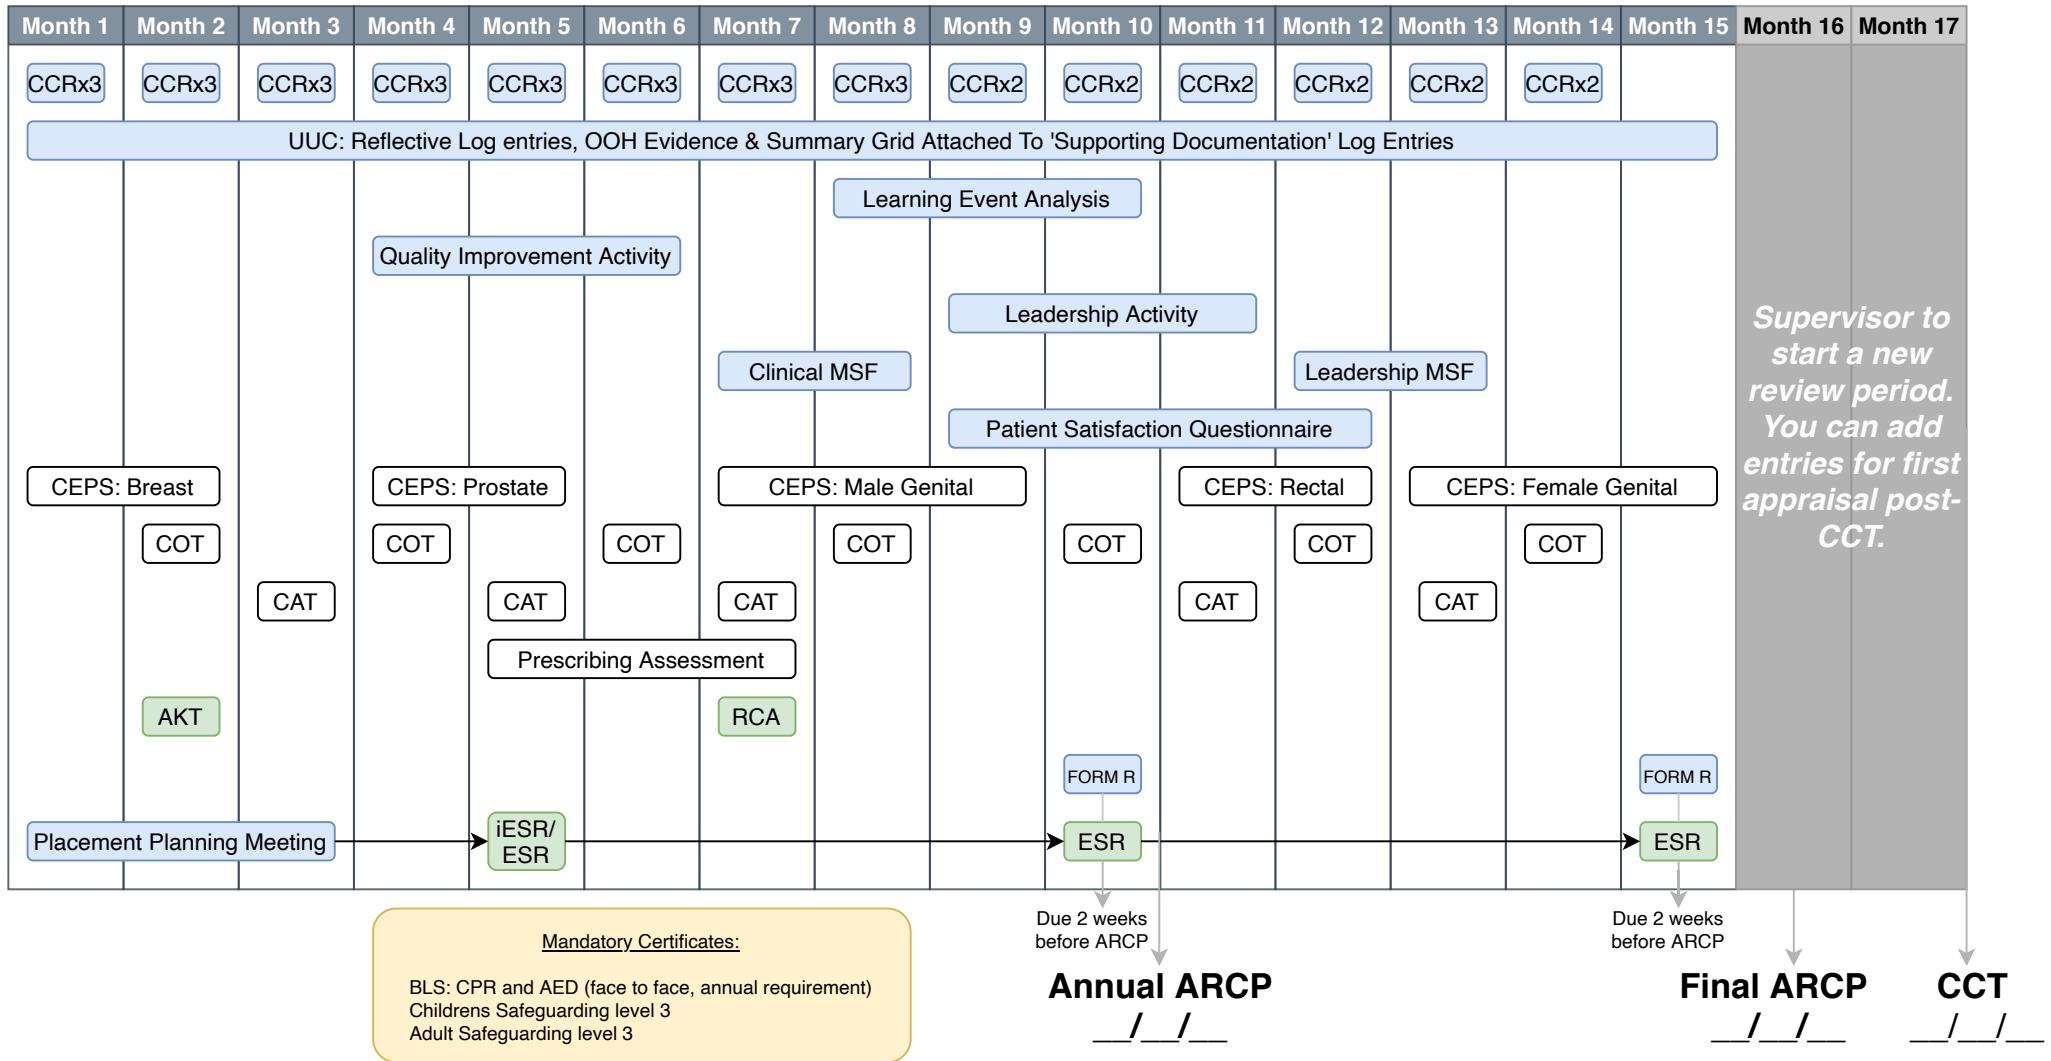 Month 1 Month 2 Month 3 Month 4 Month 5 Month 6 Month 7 Month 8 Month 9 Month 10 Month 11 Month 12 Month 13 Month 14 Month 15 Month 16 Month 17
CCRx3 CCRx3 CCRx3 CCRx3 CCRx3 CCRx3 CCRx3 CCRx3 CCRx2 CCRx2 CCRx2 CCRx2 CCRx2 CCRx2
UUC: Reflective Log entries, OOH Evidence & Summary Grid Attached To 'Supporting Documentation' Log Entries
Learning Event Analysis
Quality Improvement Activity
Leadership Activity
Clinical MSF Leadership MSF
Patient Satisfaction Questionnaire
CEPS: Breast CEPS: Prostate CEPS: Male Genital CEPS: Rectal CEPS: Female Genital
COT COT COT COT COT COT COT
CAT CAT CAT CAT CAT
Prescribing Assessment
AKT RCA
FORM R FORM R
Placement Planning Meeting
iESR/
ESR
ESR
ESR
Supervisor to
start a new
review period.
You can add
entries for first
appraisal post-
CCT.
Due 2 weeks
before ARCP
Due 2 weeks
before ARCP
Mandatory Certificates:
BLS: CPR and AED (face to face, annual requirement)
Childrens Safeguarding level 3
Adult Safeguarding level 3
Annual ARCP
__/__/__
Final ARCP
__/__/__
CCT
__/__/__